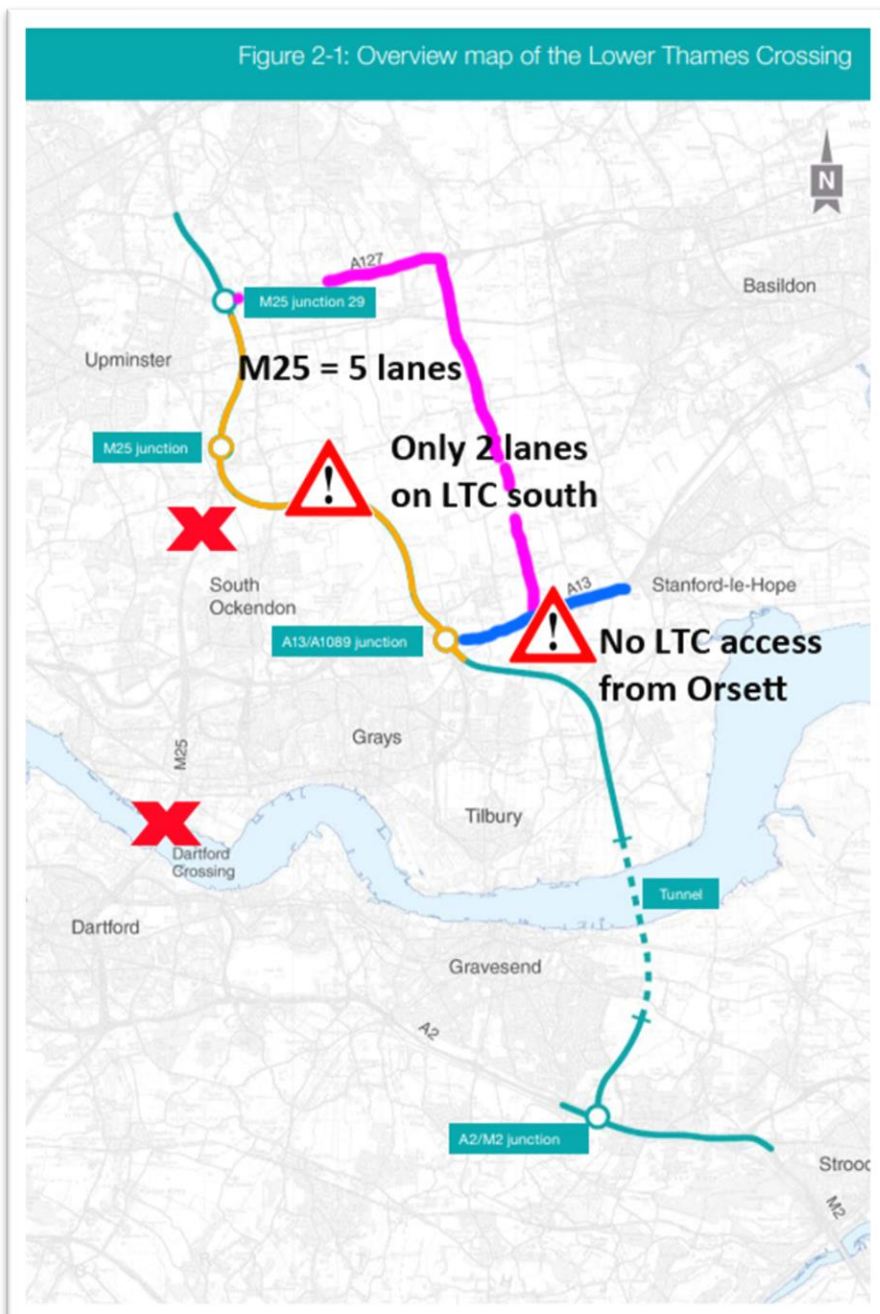 Figure 2-1: Overview map of the Lower Thames Crossing
N
A127
Basildon
M25 junction 29
Upminster
M25 = 5 lanes
M25 junction
Only 2 lanes
on LTC south
!
South
Ockendon
A13
Stanford-le-Hope
A13/A1089 junction
!
No LTC access
from Orsett
Grays
M25
Tilbury
Dartford
Crossing
Tunnel
Dartford
Gravesend
A2
A2/M2 junction
Strood
M2